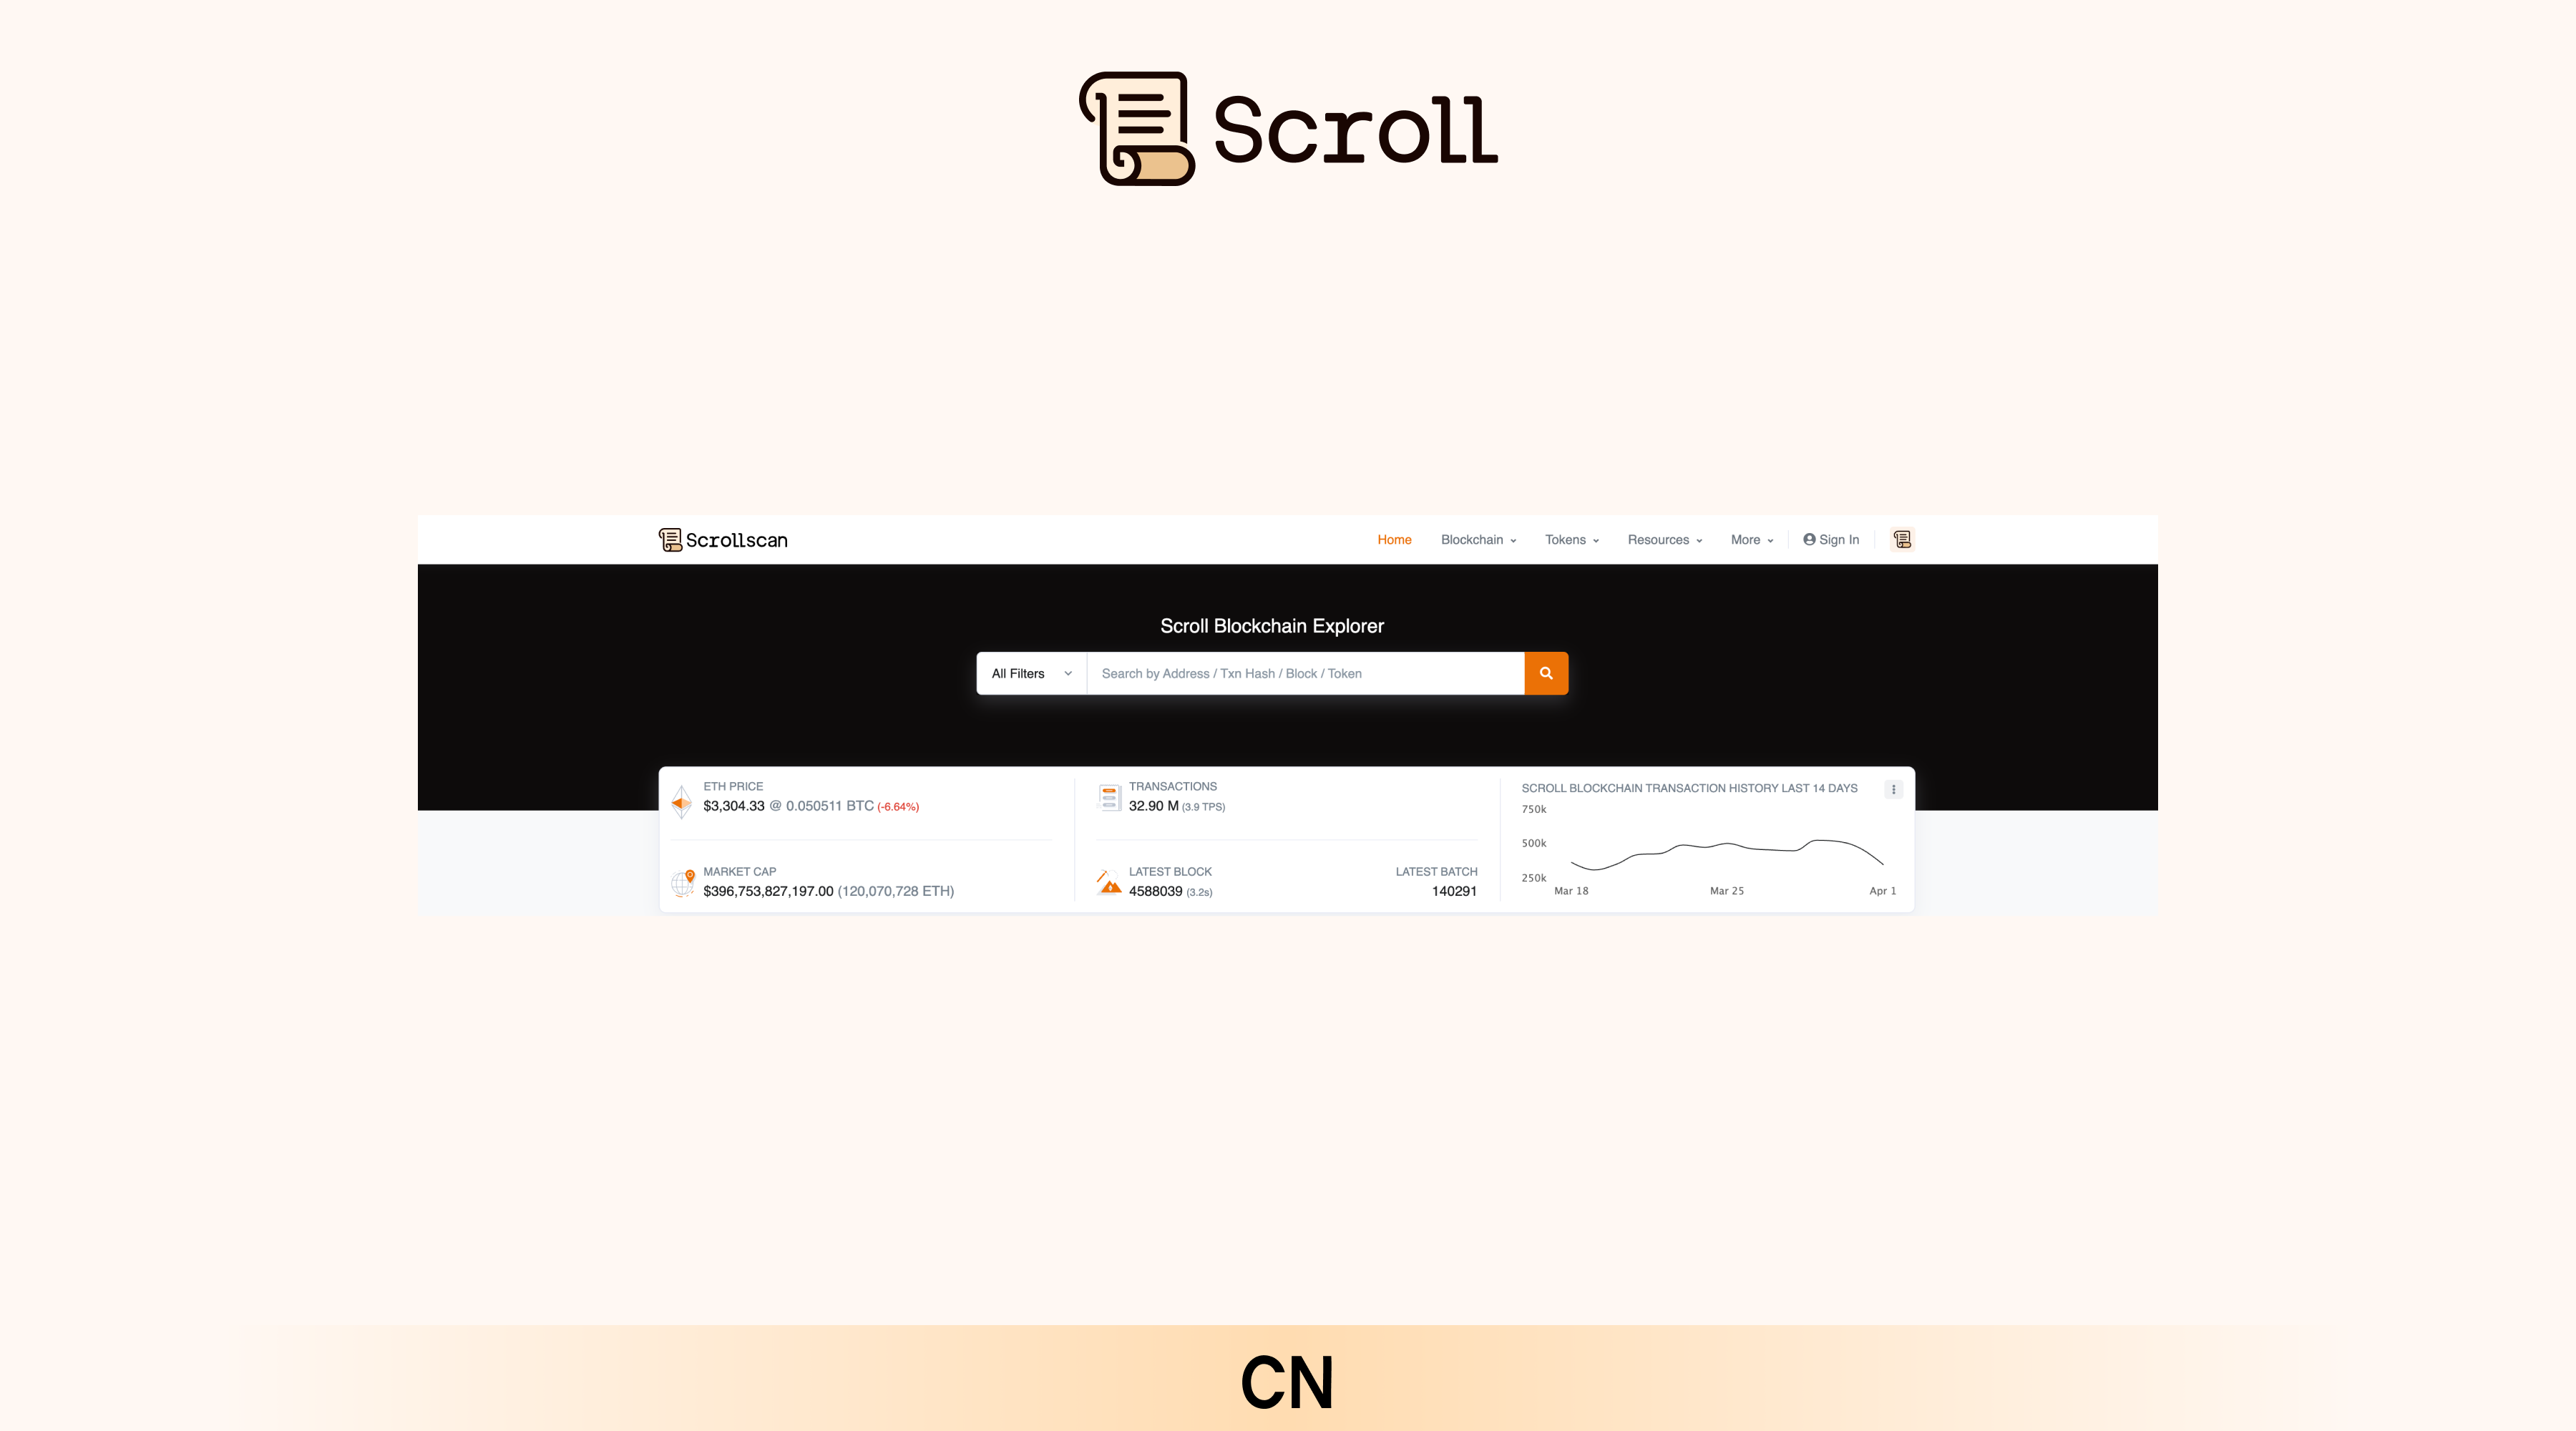 Scroll
Scrollscan
Home Blockchain Tokens Resources More Sign In
Scroll Blockchain Explorer
All Filters Search by Address / Txn Hash / Block / Token
ETH PRICE
$3,304.33 @ 0.050511 BTC (-6.64%)
MARKET CAP
$396,753,827,197.00 (120,070,728 ETH)
TRANSACTIONS
32.90 M (3.9 TPS)
LATEST BLOCK
4588039 (3.2s)
LATEST BATCH
140291
SCROLL BLOCKCHAIN TRANSACTION HISTORY LAST 14 DAYS
750k
500k
250k
Mar 18 Mar 25 Apr 1
CN